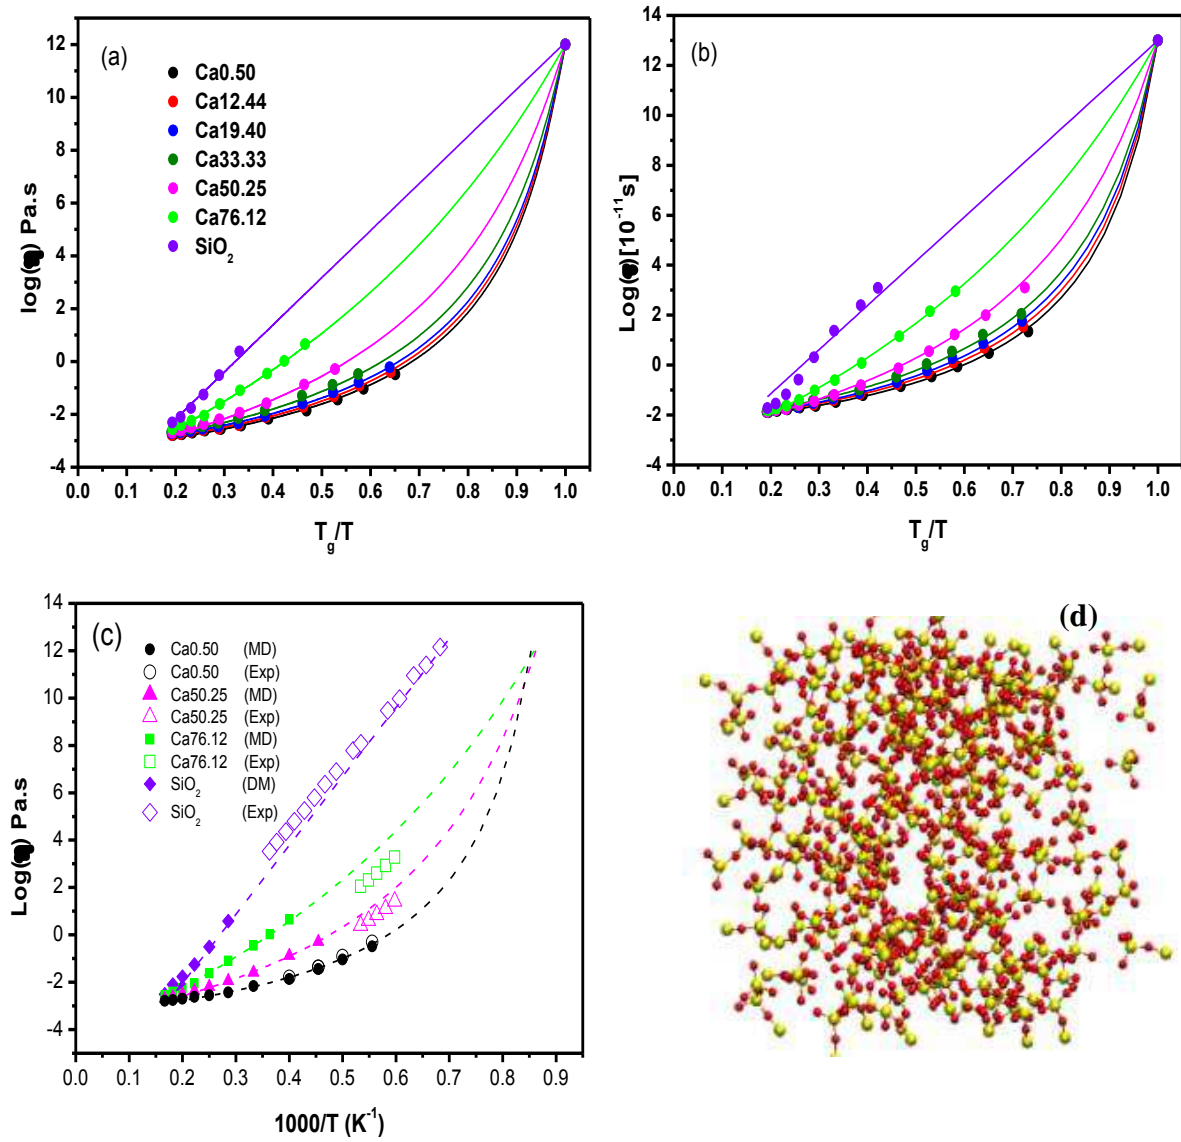 (a)
Ca0.50
Ca12.44
Ca19.40
Ca33.33
Ca50.25
Ca76.12
SiO₂
12
10
8
6
4
2
0
-2
-4
0.0 0.1 0.2 0.3 0.4 0.5 0.6 0.7 0.8 0.9 1.0
log( ) Pa.s
T_g/T
(b)
14
12
10
8
6
4
2
0
-2
-4
0.0 0.1 0.2 0.3 0.4 0.5 0.6 0.7 0.8 0.9 1.0
Log( )[10⁻¹¹s]
T_g/T
(c)
Ca0.50 (MD)
Ca0.50 (Exp)
Ca50.25 (MD)
Ca50.25 (Exp)
Ca76.12 (MD)
Ca76.12 (Exp)
SiO₂ (DM)
SiO₂ (Exp)
14
12
10
8
6
4
2
0
-2
-4
0.0 0.1 0.2 0.3 0.4 0.5 0.6 0.7 0.8 0.9
Log( ) Pa.s
1000/T (K⁻¹)
(d)